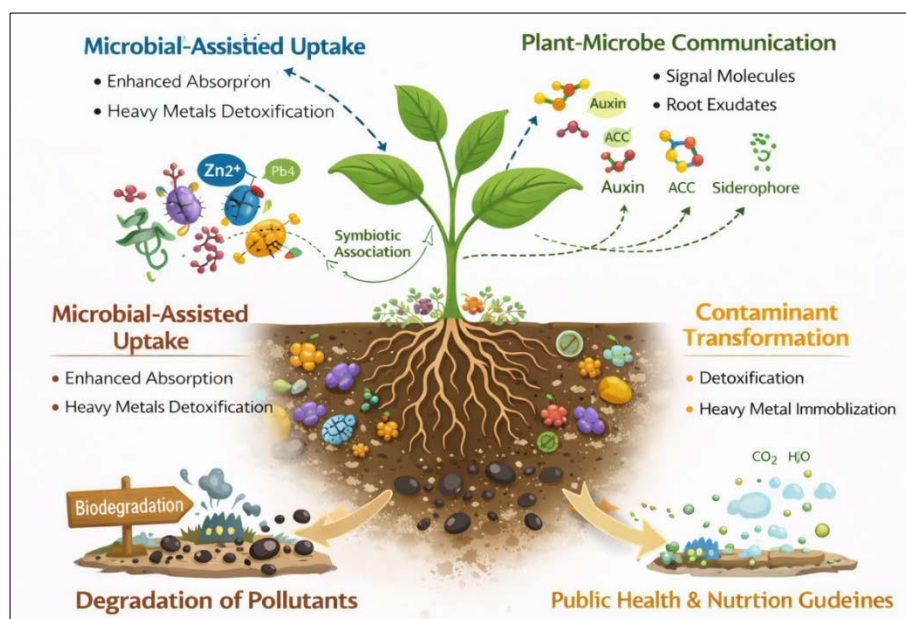 Microbial-Assistied Uptake
• Enhanced Absorpron
• Heavy Metals Detoxification
Plant-Microbe Communication
• Signal Molecules
• Root Exudates
Auxin
ACC
Auxin
ACC
Siderophore
Zn2+
Pb4
Symbiotic
Association
Microbial-Assisted
Uptake
• Enhanced Absorption
• Heavy Metals Detoxification
Contaminant
Transformation
• Detoxification
• Heavy Metal Immoblization
CO2 H2O
Biodegradation
Degradation of Pollutants
Public Health & Nutrtion Gudeines